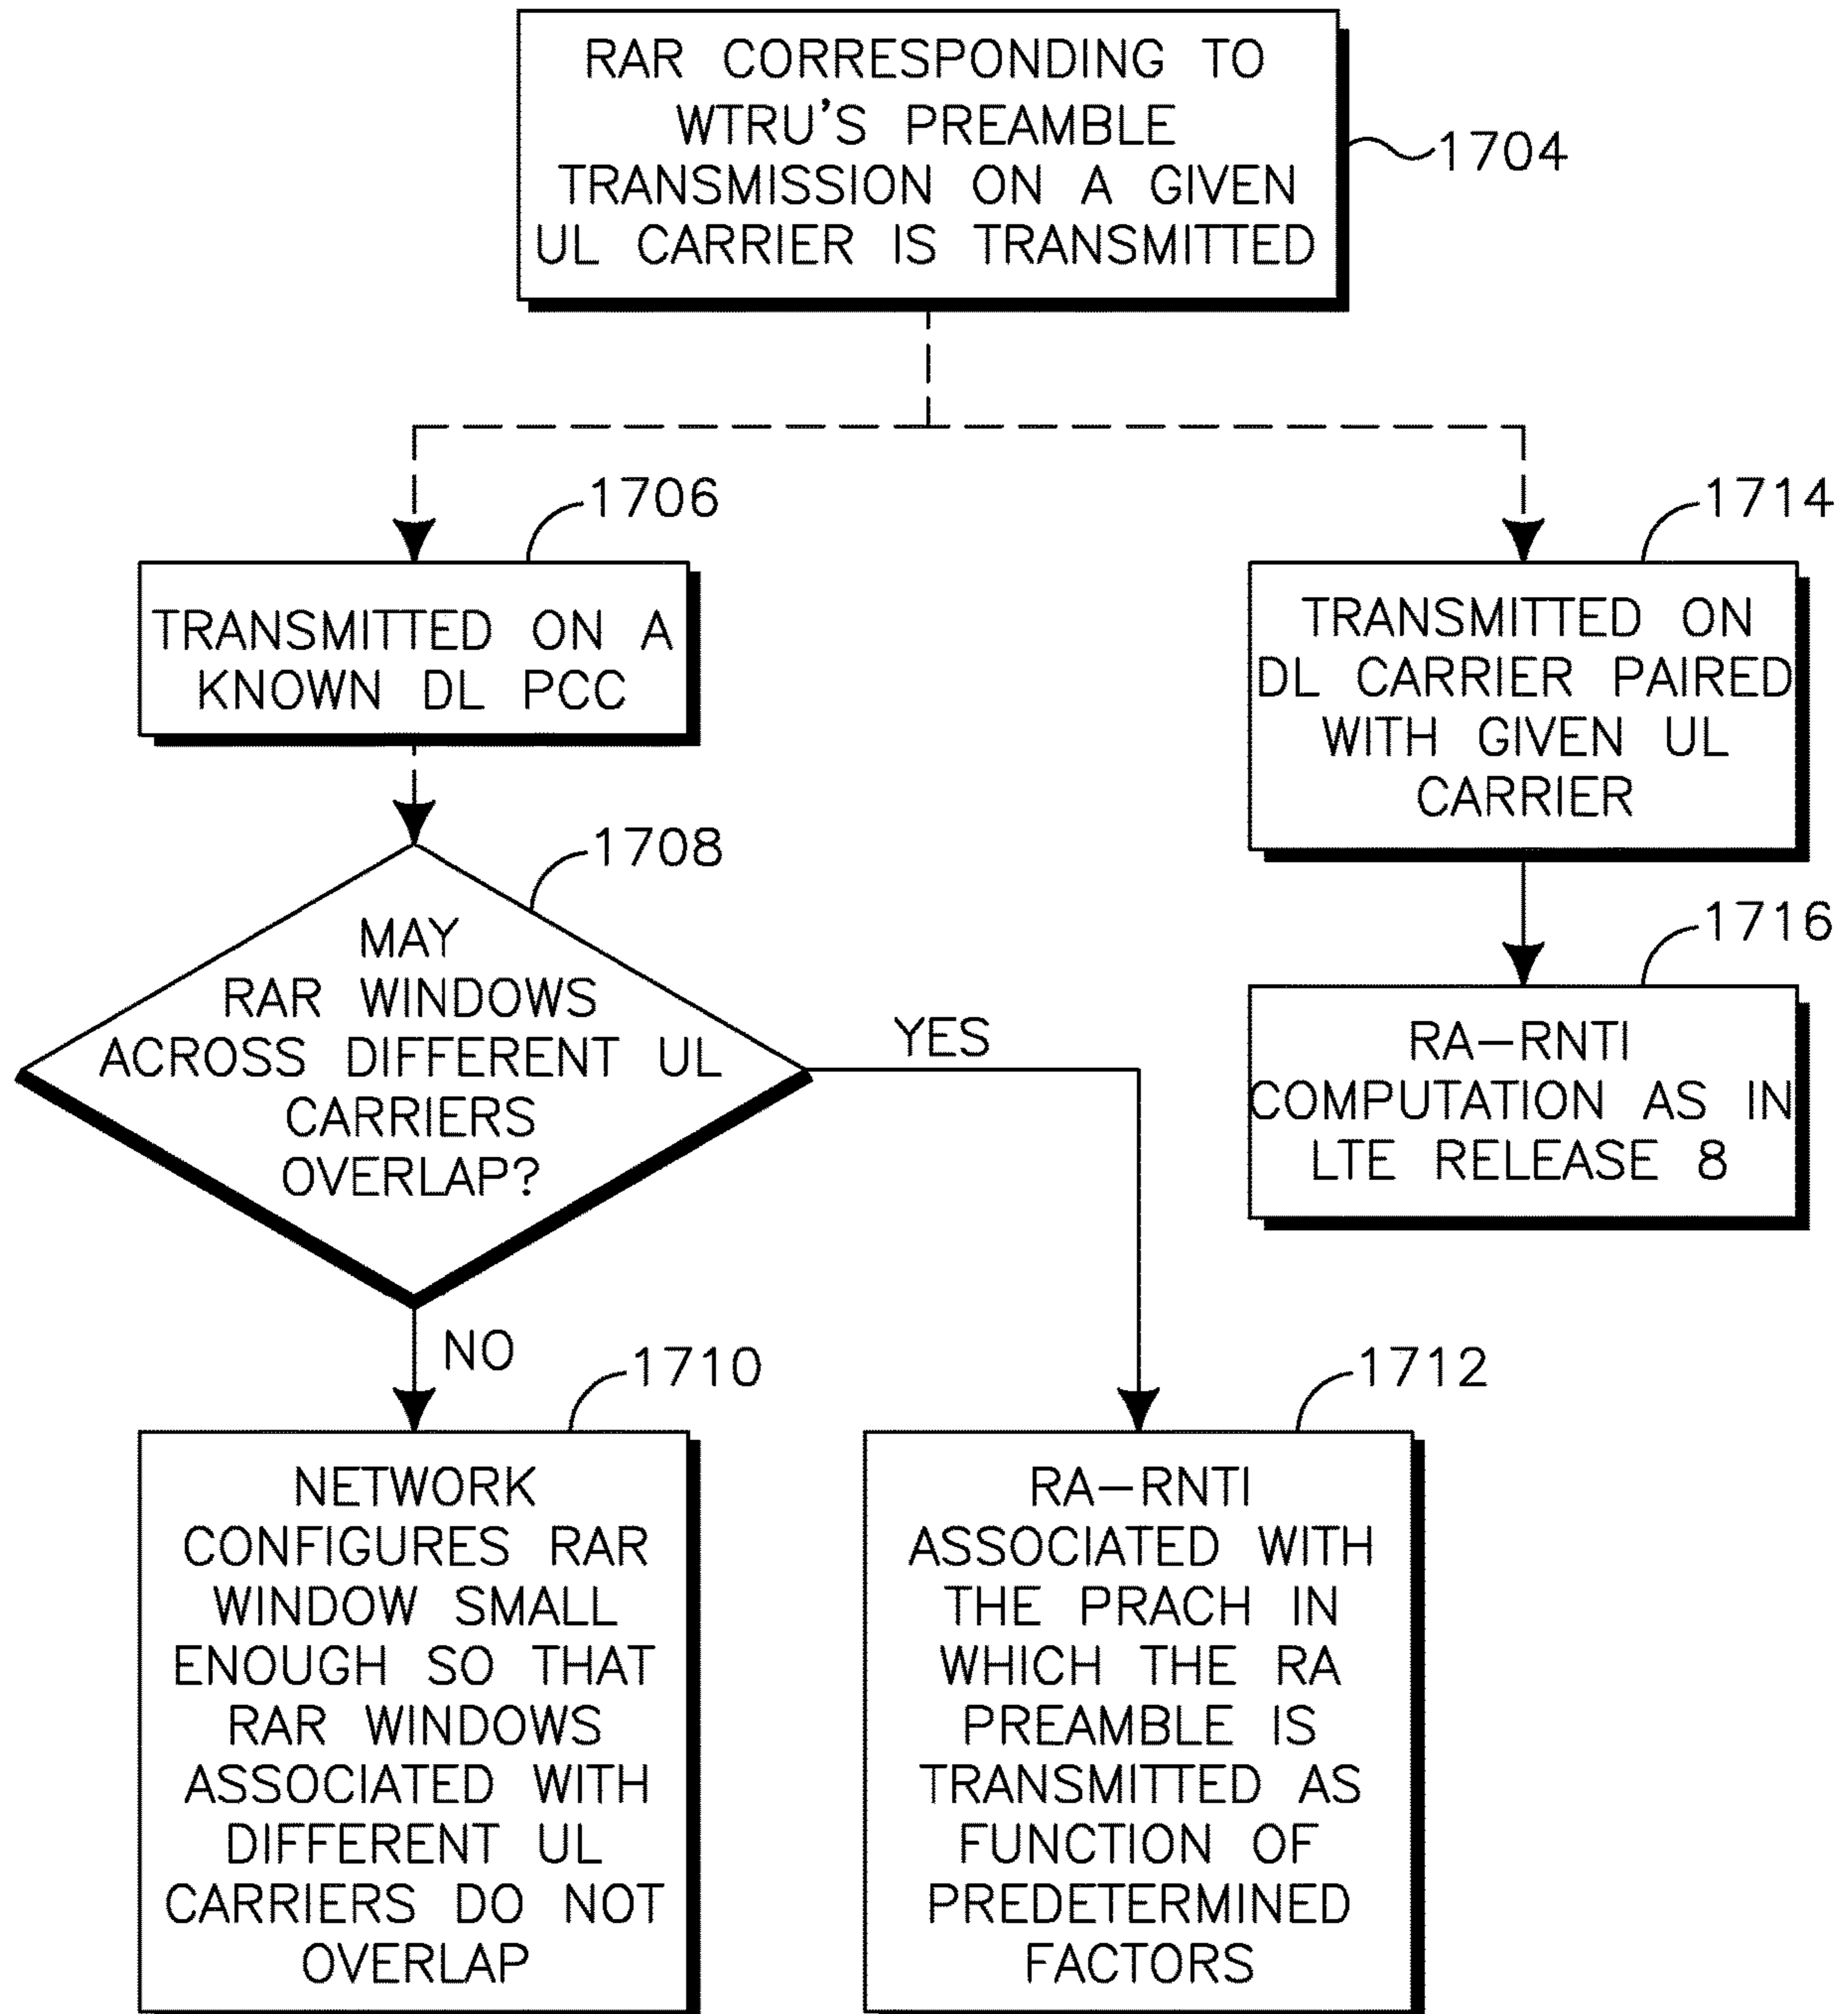 RAR CORRESPONDING TO
WTRU'S PREAMBLE
TRANSMISSION ON A GIVEN
UL CARRIER IS TRANSMITTED
1704
1706
TRANSMITTED ON A
KNOWN DL PCC
1714
TRANSMITTED ON
DL CARRIER PAIRED
WITH GIVEN UL
CARRIER
1708
MAY
RAR WINDOWS
ACROSS DIFFERENT UL
CARRIERS
OVERLAP?
YES
1716
RA-RNTI
COMPUTATION AS IN
LTE RELEASE 8
NO
1710
NETWORK
CONFIGURES RAR
WINDOW SMALL
ENOUGH SO THAT
RAR WINDOWS
ASSOCIATED WITH
DIFFERENT UL
CARRIERS DO NOT
OVERLAP
1712
RA-RNTI
ASSOCIATED WITH
THE PRACH IN
WHICH THE RA
PREAMBLE IS
TRANSMITTED AS
FUNCTION OF
PREDETERMINED
FACTORS